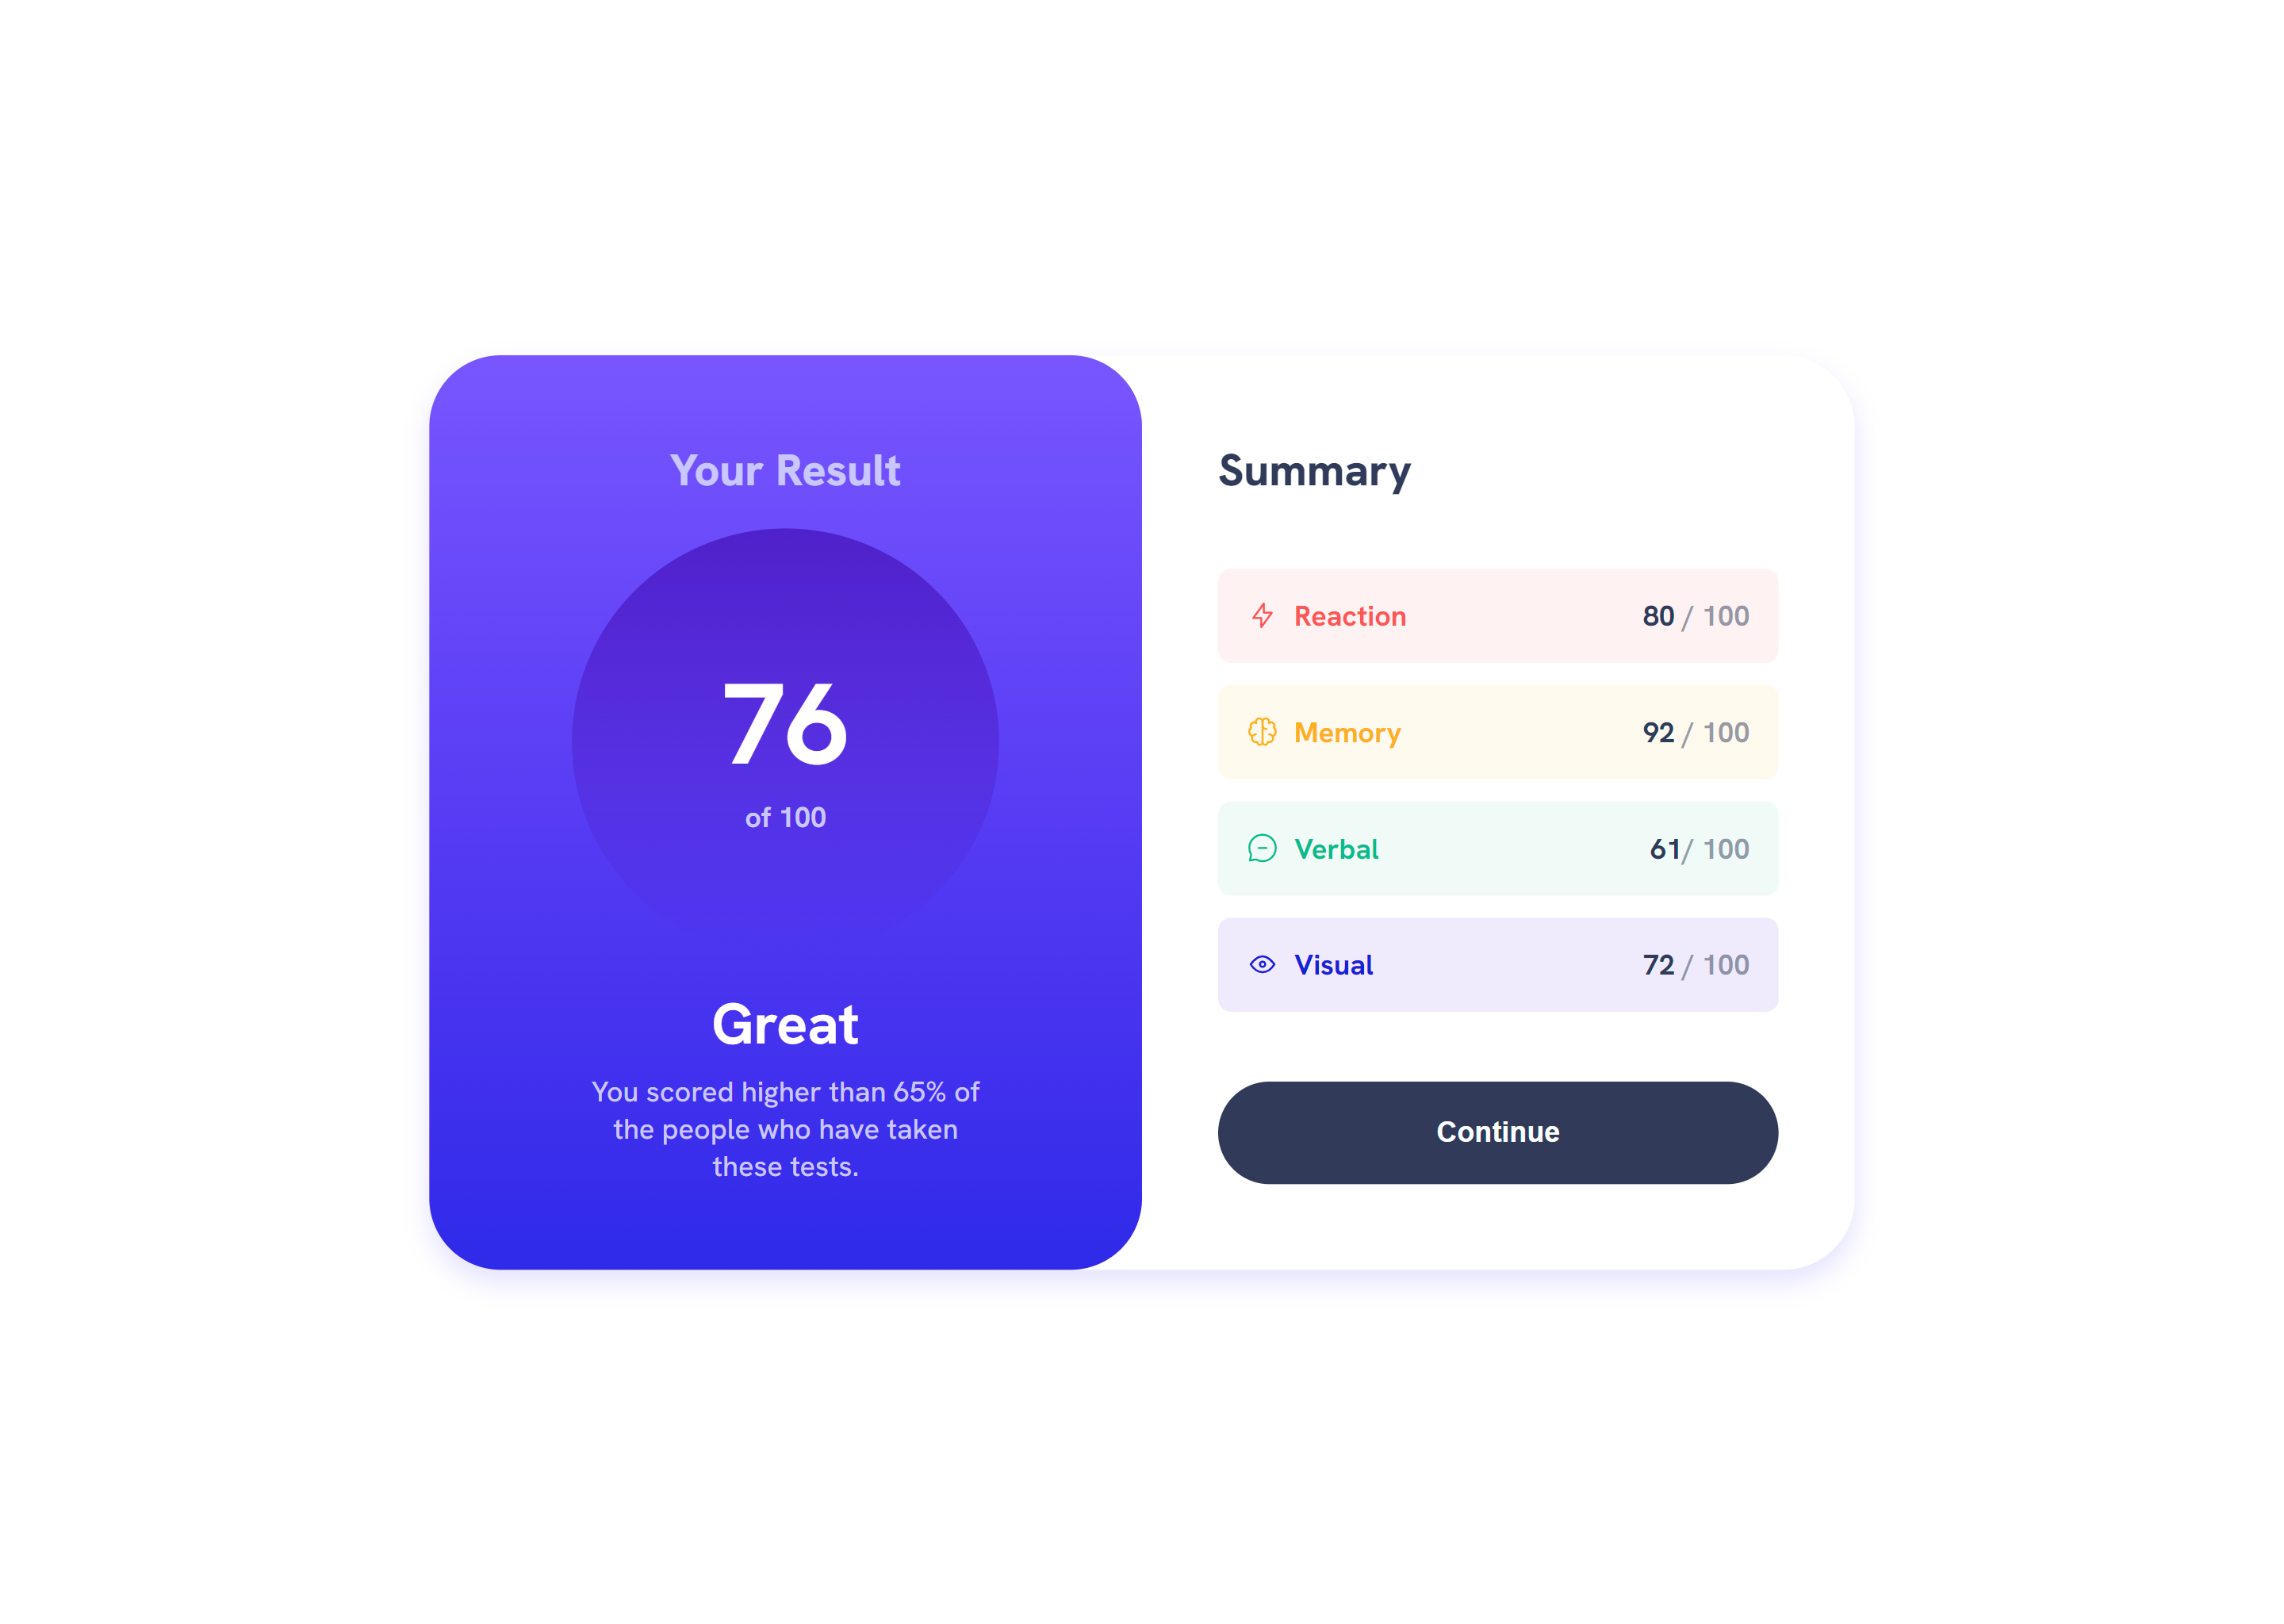 Your Result
76
of 100
Great
You scored higher than 65% of
the people who have taken
these tests.
Summary
Reaction 80 / 100
Memory 92 / 100
Verbal 61/ 100
Visual 72 / 100
Continue